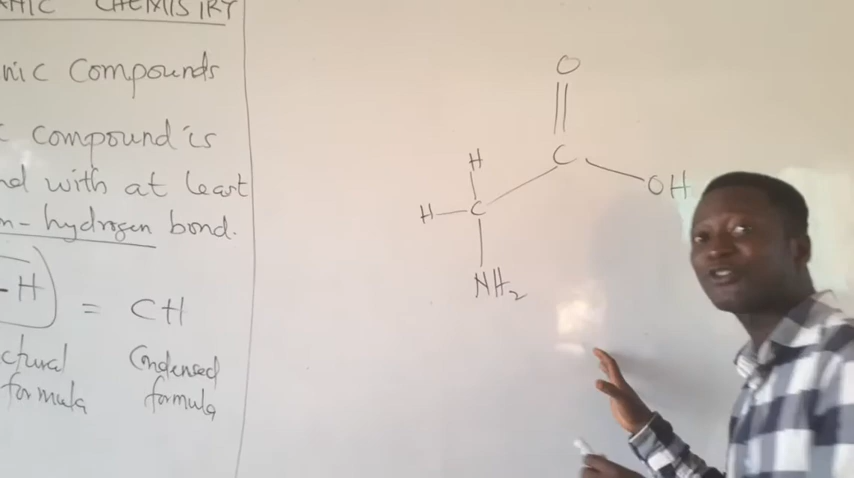 CHEMISTRY
Compounds
compound is
with at least
hydrogen bond.
-H = CH
Condensed
formula formula
O
C
OH
H
H-C
NH2